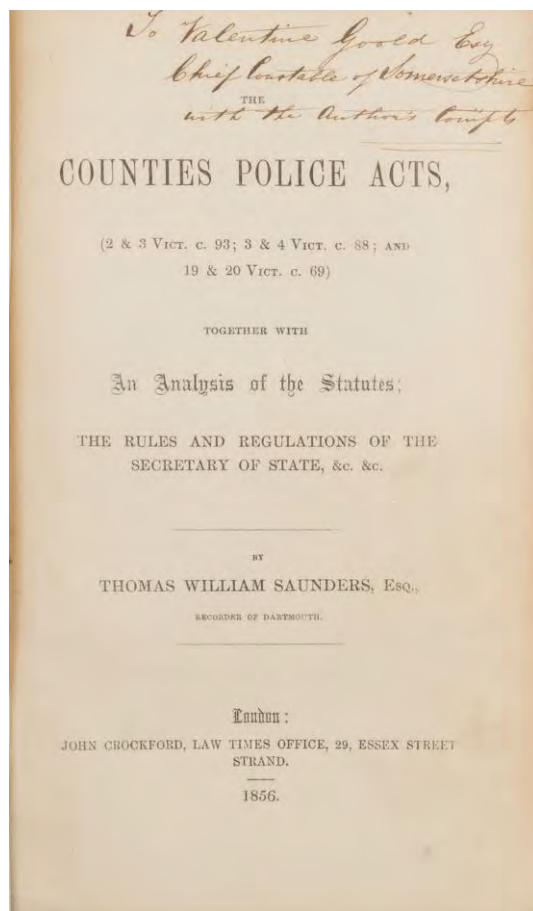 To Valentine Goold Esq
Chief Constable of Somersetshire
THE
with the Author's Compts
COUNTIES POLICE ACTS,
(2 & 3 VICT. c. 93; 3 & 4 VICT. c. 88; AND
19 & 20 VICT. c. 69)
TOGETHER WITH
An Analysis of the Statutes;
THE RULES AND REGULATIONS OF THE
SECRETARY OF STATE, &c. &c.
BY
THOMAS WILLIAM SAUNDERS, ESQ.,
RECORDER OF DARTMOUTH.
London:
JOHN CROCKFORD, LAW TIMES OFFICE, 29, ESSEX STREET
STRAND.
1856.